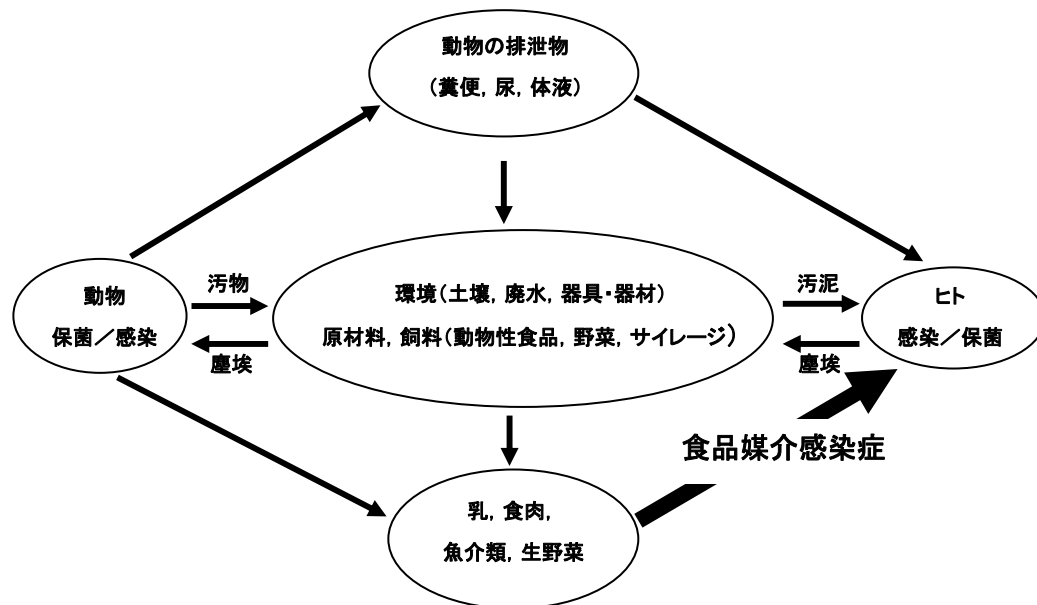 動物の排泄物
（糞便，尿，体液）
動物
保菌／感染
汚物
塵埃
環境（土壌，廃水，器具・器材）
原材料，飼料（動物性食品，野菜，サイレージ）
汚泥
塵埃
ヒト
感染／保菌
食品媒介感染症
乳，食肉，
魚介類，生野菜